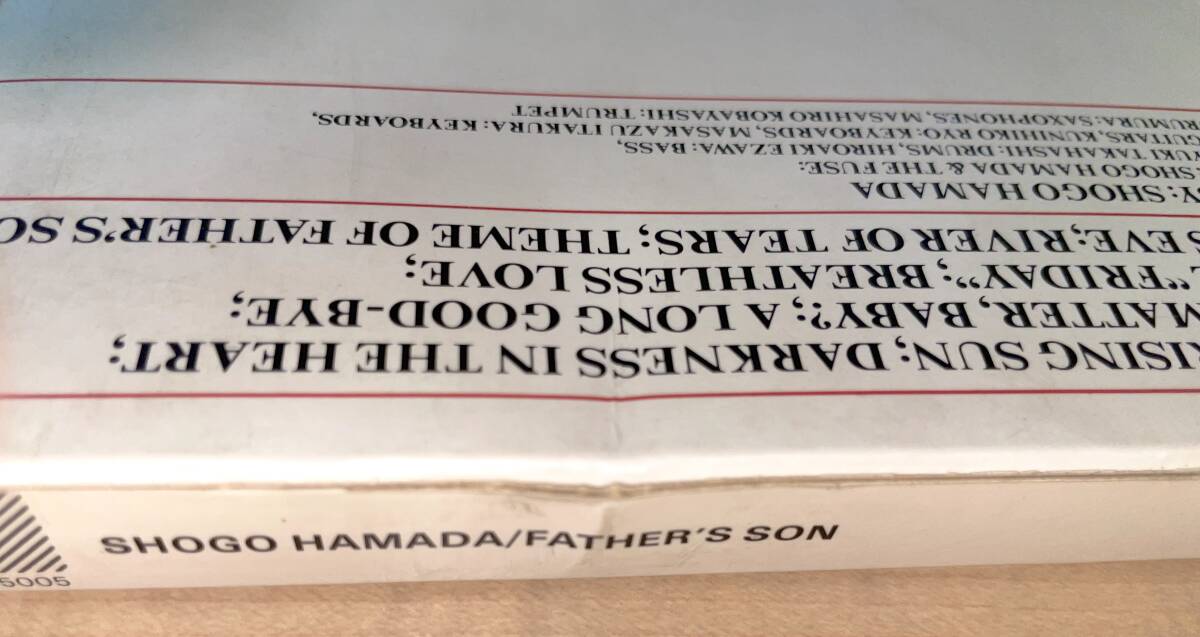 RISING SUN; DARKNESS IN THE HEART;
MATTER, BABY?; A LONG GOOD-BYE;
“FRIDAY”; BREATHLESS LOVE;
S EVE; RIVER OF TEARS; THEME OF FATHER'S SO
Y: SHOGO HAMADA
: SHOGO HAMADA & THE FUSE:
YUKI TAKAHASHI: DRUMS, HIROAKI EZAWA: BASS,
GUITARS, KUNIHIKO RYO: KEYBOARDS, MASAKAZU ITAKURA: KEYBOARDS,
RUMURA: SAXOPHONES, MASAHIRO KOBAYASHI: TRUMPET
SHOGO HAMADA/FATHER'S SON
5005